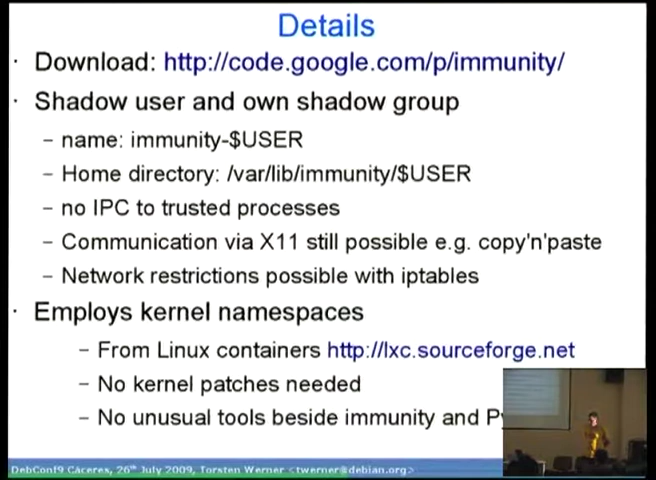 Details
· Download: http://code.google.com/p/immunity/
· Shadow user and own shadow group
– name: immunity-$USER
– Home directory: /var/lib/immunity/$USER
– no IPC to trusted processes
– Communication via X11 still possible e.g. copy'n'paste
– Network restrictions possible with iptables
· Employs kernel namespaces
– From Linux containers http://lxc.sourceforge.net
– No kernel patches needed
– No unusual tools beside immunity and
DebConf9 Cáceres, 26th July 2009, Torsten Werner <twerner@debian.org>